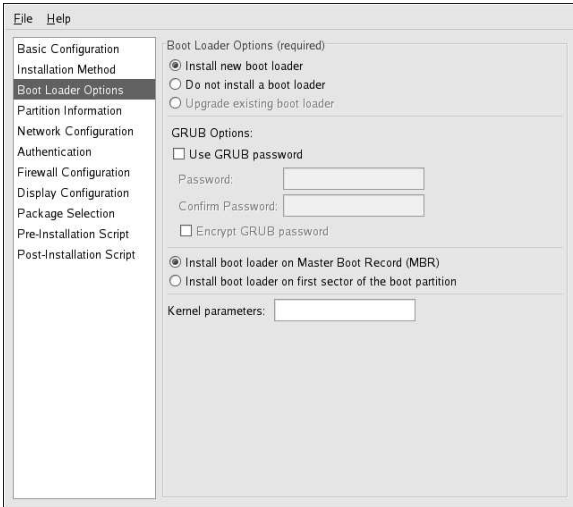 File Help
Basic Configuration
Installation Method
Boot Loader Options
Partition Information
Network Configuration
Authentication
Firewall Configuration
Display Configuration
Package Selection
Pre-Installation Script
Post-Installation Script
Boot Loader Options (required)
Install new boot loader
Do not install a boot loader
Upgrade existing boot loader
GRUB Options:
Use GRUB password
Password:
Confirm Password:
Encrypt GRUB password
Install boot loader on Master Boot Record (MBR)
Install boot loader on first sector of the boot partition
Kernel parameters: